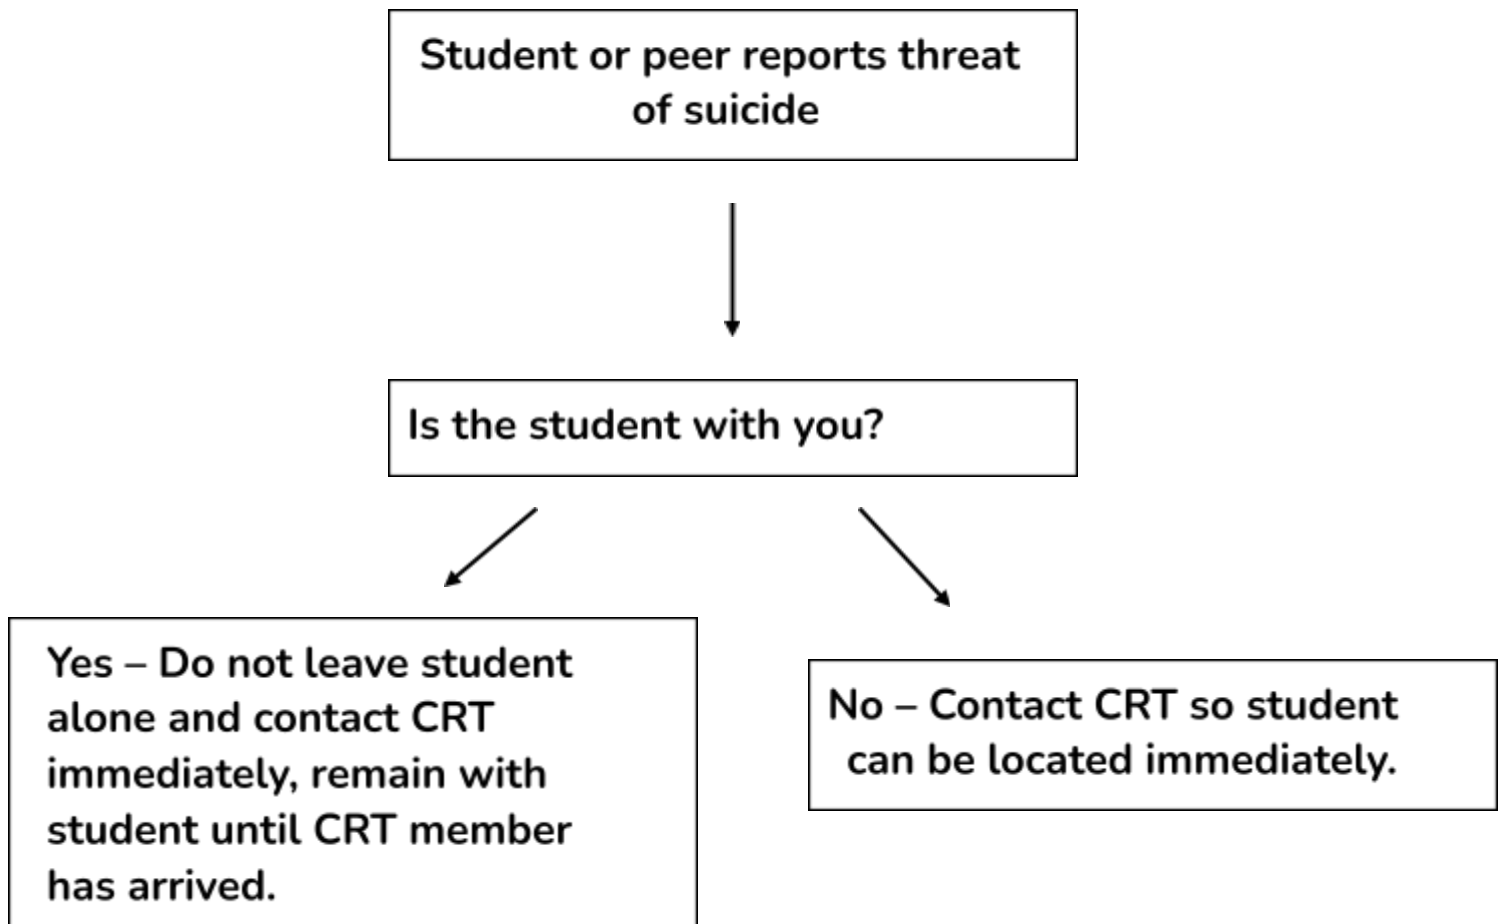 Student or peer reports threat
of suicide
Is the student with you?
Yes – Do not leave student
alone and contact CRT
immediately, remain with
student until CRT member
has arrived.
No – Contact CRT so student
can be located immediately.